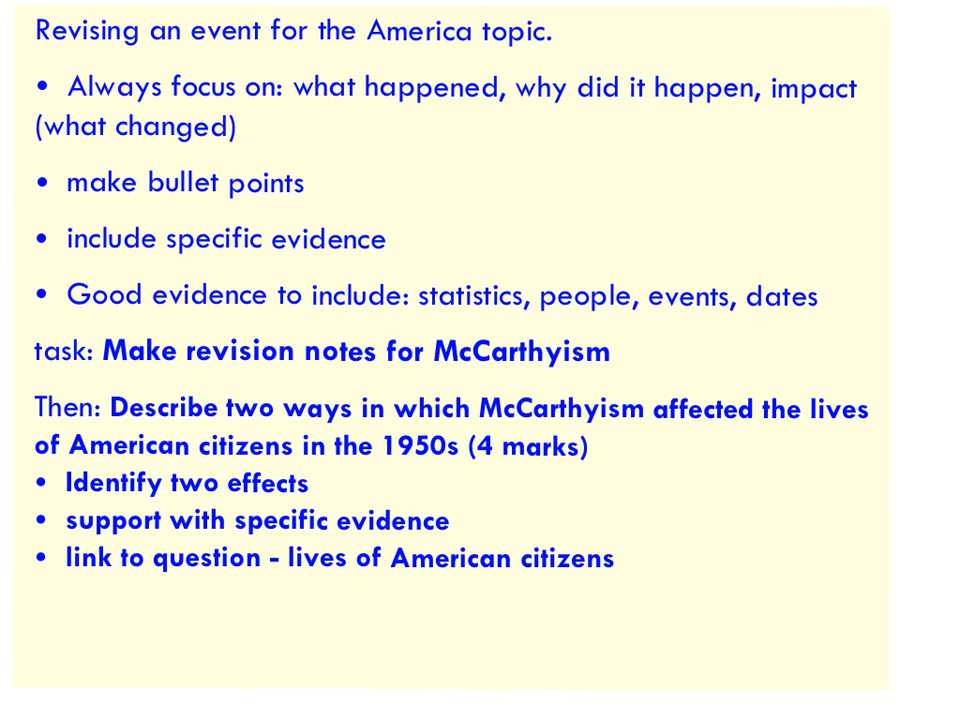 Revising an event for the America topic.
• Always focus on: what happened, why did it happen, impact
(what changed)
• make bullet points
• include specific evidence
• Good evidence to include: statistics, people, events, dates
task: Make revision notes for McCarthyism
Then: Describe two ways in which McCarthyism affected the lives
of American citizens in the 1950s (4 marks)
• Identify two effects
• support with specific evidence
• link to question - lives of American citizens